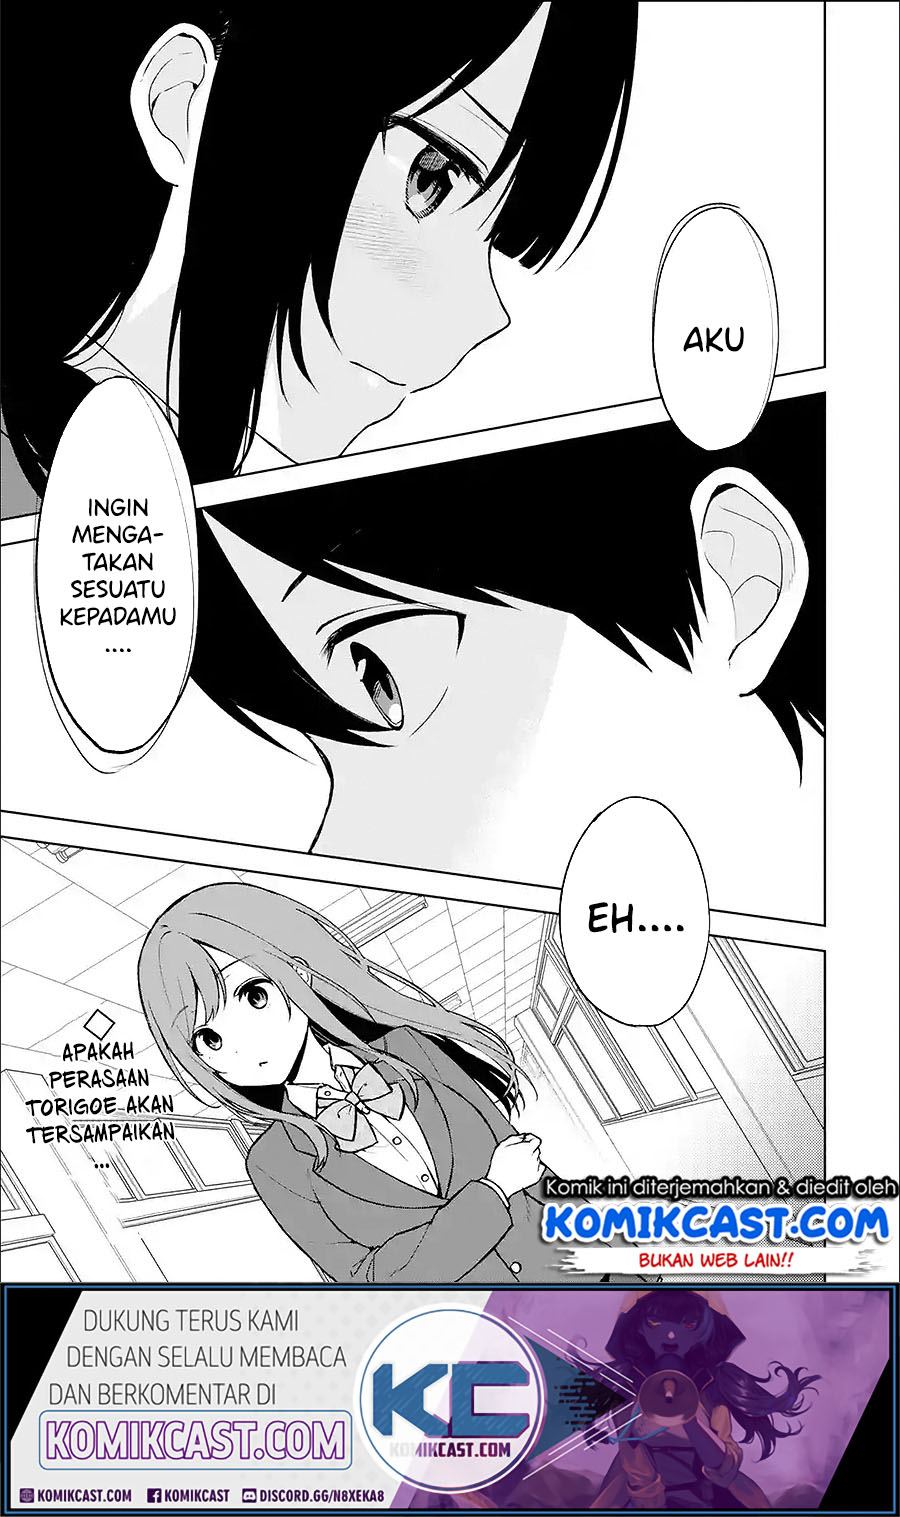 AKU
INGIN
MENGA-
TAKAN
SESUATU
KEPADAMU
....
EH....
APAKAH
PERASAAN
TORIGOE AKAN
TERSAMPAIKAN
...
Komik ini diterjemahkan & diedit oleh
KOMIKCAST.COM
BUKAN WEB LAIN!!
DUKUNG TERUS KAMI
DENGAN SELALU MEMBACA
DAN BERKOMENTAR DI
KOMIKCAST.COM
KC
KOMIKCAST.COM
KOMIKCAST.COM KOMIKCAST DISCORD.GG/N8XEKA8